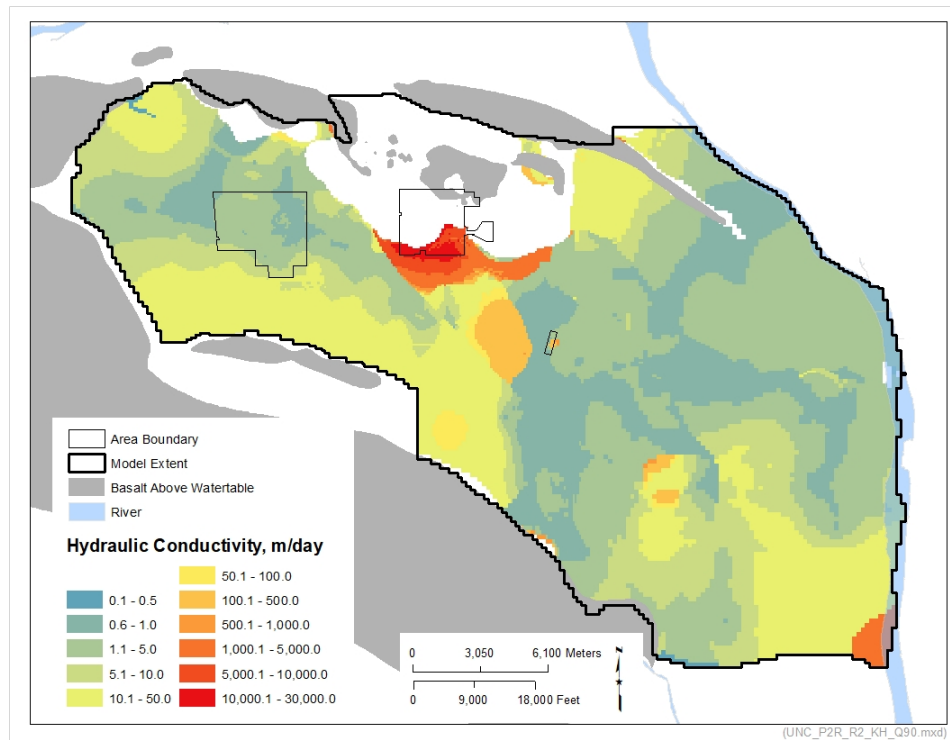 Area Boundary
Model Extent
Basalt Above Watertable
River
Hydraulic Conductivity, m/day
0.1 - 0.5
0.6 - 1.0
1.1 - 5.0
5.1 - 10.0
10.1 - 50.0
50.1 - 100.0
100.1 - 500.0
500.1 - 1,000.0
1,000.1 - 5,000.0
5,000.1 - 10,000.0
10,000.1 - 30,000.0
0 3,050 6,100 Meters
0 9,000 18,000 Feet
N
(UNC_P2R_R2_KH_Q90.mxd)